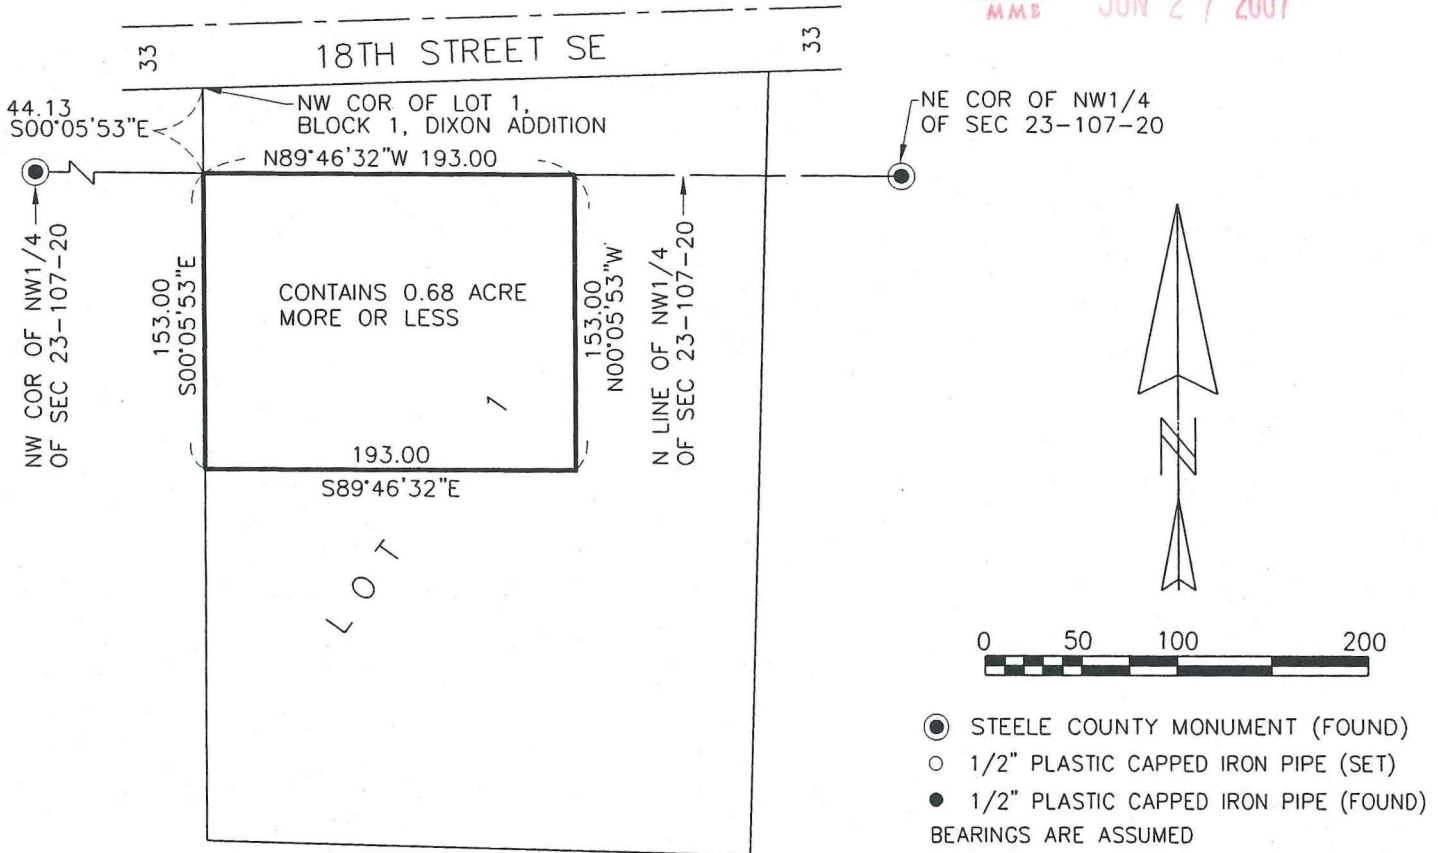 MMB JUN 27 2007
33
18TH STREET SE
33
44.13
S00°05'53"E
NW COR OF LOT 1,
BLOCK 1, DIXON ADDITION
NE COR OF NW1/4
OF SEC 23-107-20
N89°46'32"W 193.00
NW COR OF NW1/4
OF SEC 23-107-20
153.00
S00°05'53"E
CONTAINS 0.68 ACRE
MORE OR LESS
153.00
N00°05'53"W
N LINE OF NW1/4
OF SEC 23-107-20
1
193.00
S89°46'32"E
LOT
N
0 50 100 200
STEELE COUNTY MONUMENT (FOUND)
1/2" PLASTIC CAPPED IRON PIPE (SET)
1/2" PLASTIC CAPPED IRON PIPE (FOUND)
BEARINGS ARE ASSUMED